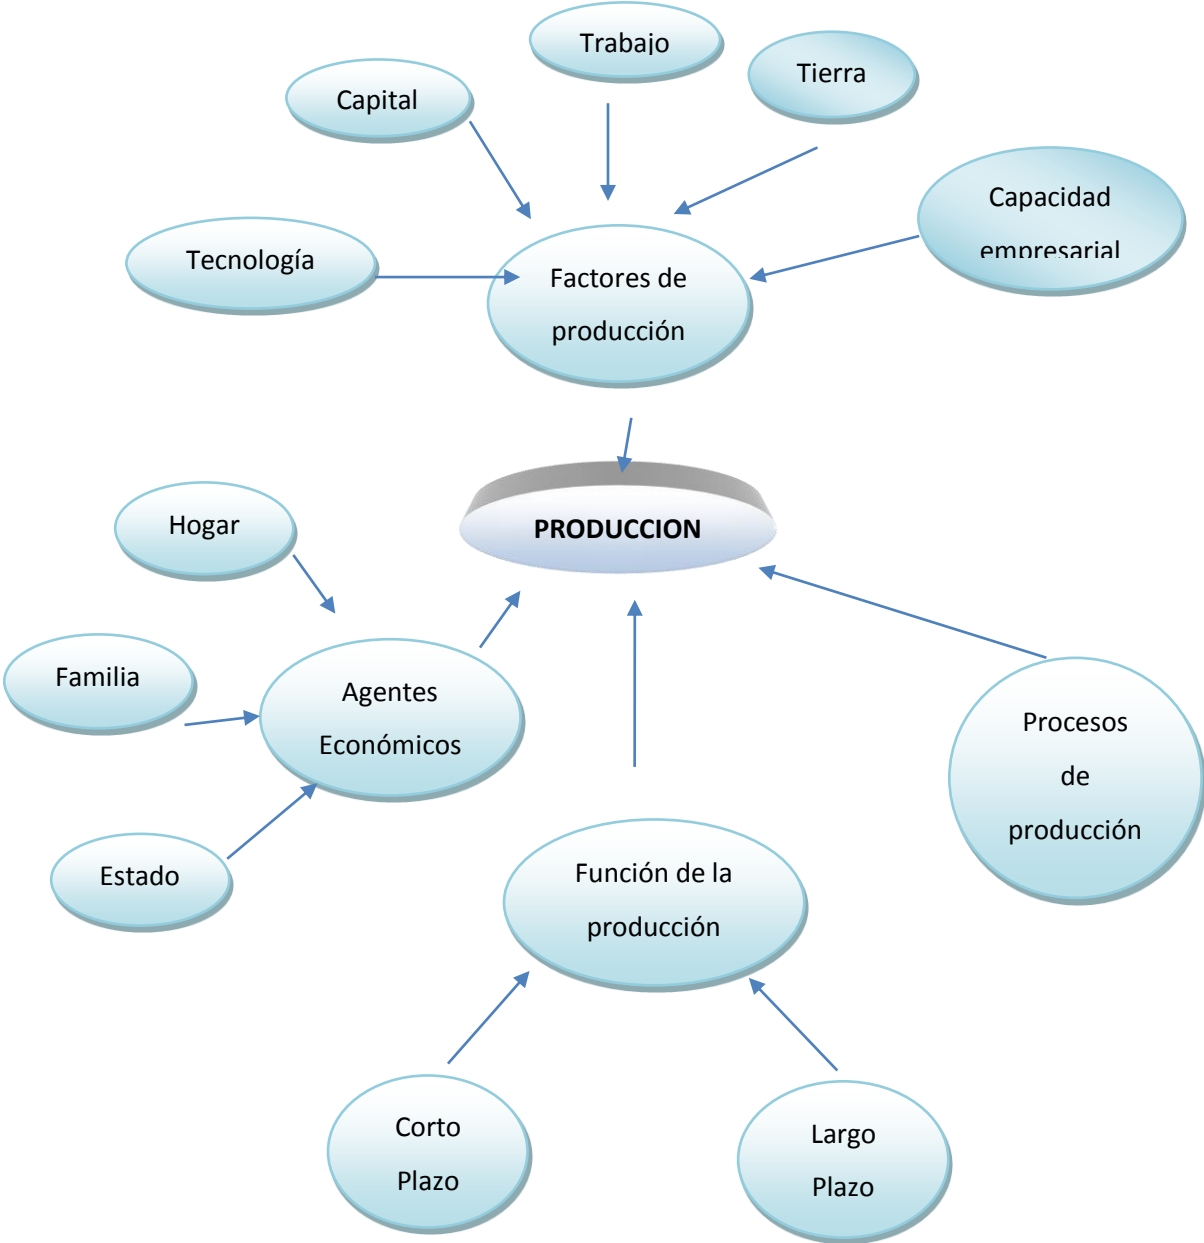 Trabajo
Tierra
Capital
Capacidad
empresarial
Tecnología
Factores de
producción
PRODUCCION
Hogar
Familia
Agentes
Económicos
Estado
Procesos
de
producción
Función de la
producción
Corto
Plazo
Largo
Plazo